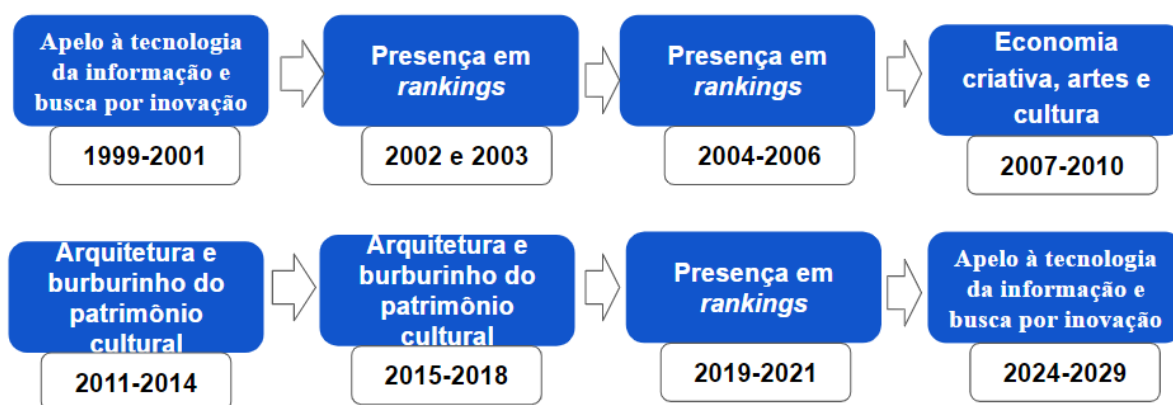 Apelo à tecnologia
da informação e
busca por inovação
1999-2001
Presença em
rankings
2002 e 2003
Presença em
rankings
2004-2006
Economia
criativa, artes e
cultura
2007-2010
Arquitetura e
burburinho do
patrimônio
cultural
2011-2014
Arquitetura e
burburinho do
patrimônio
cultural
2015-2018
Presença em
rankings
2019-2021
Apelo à tecnologia
da informação e
busca por inovação
2024-2029